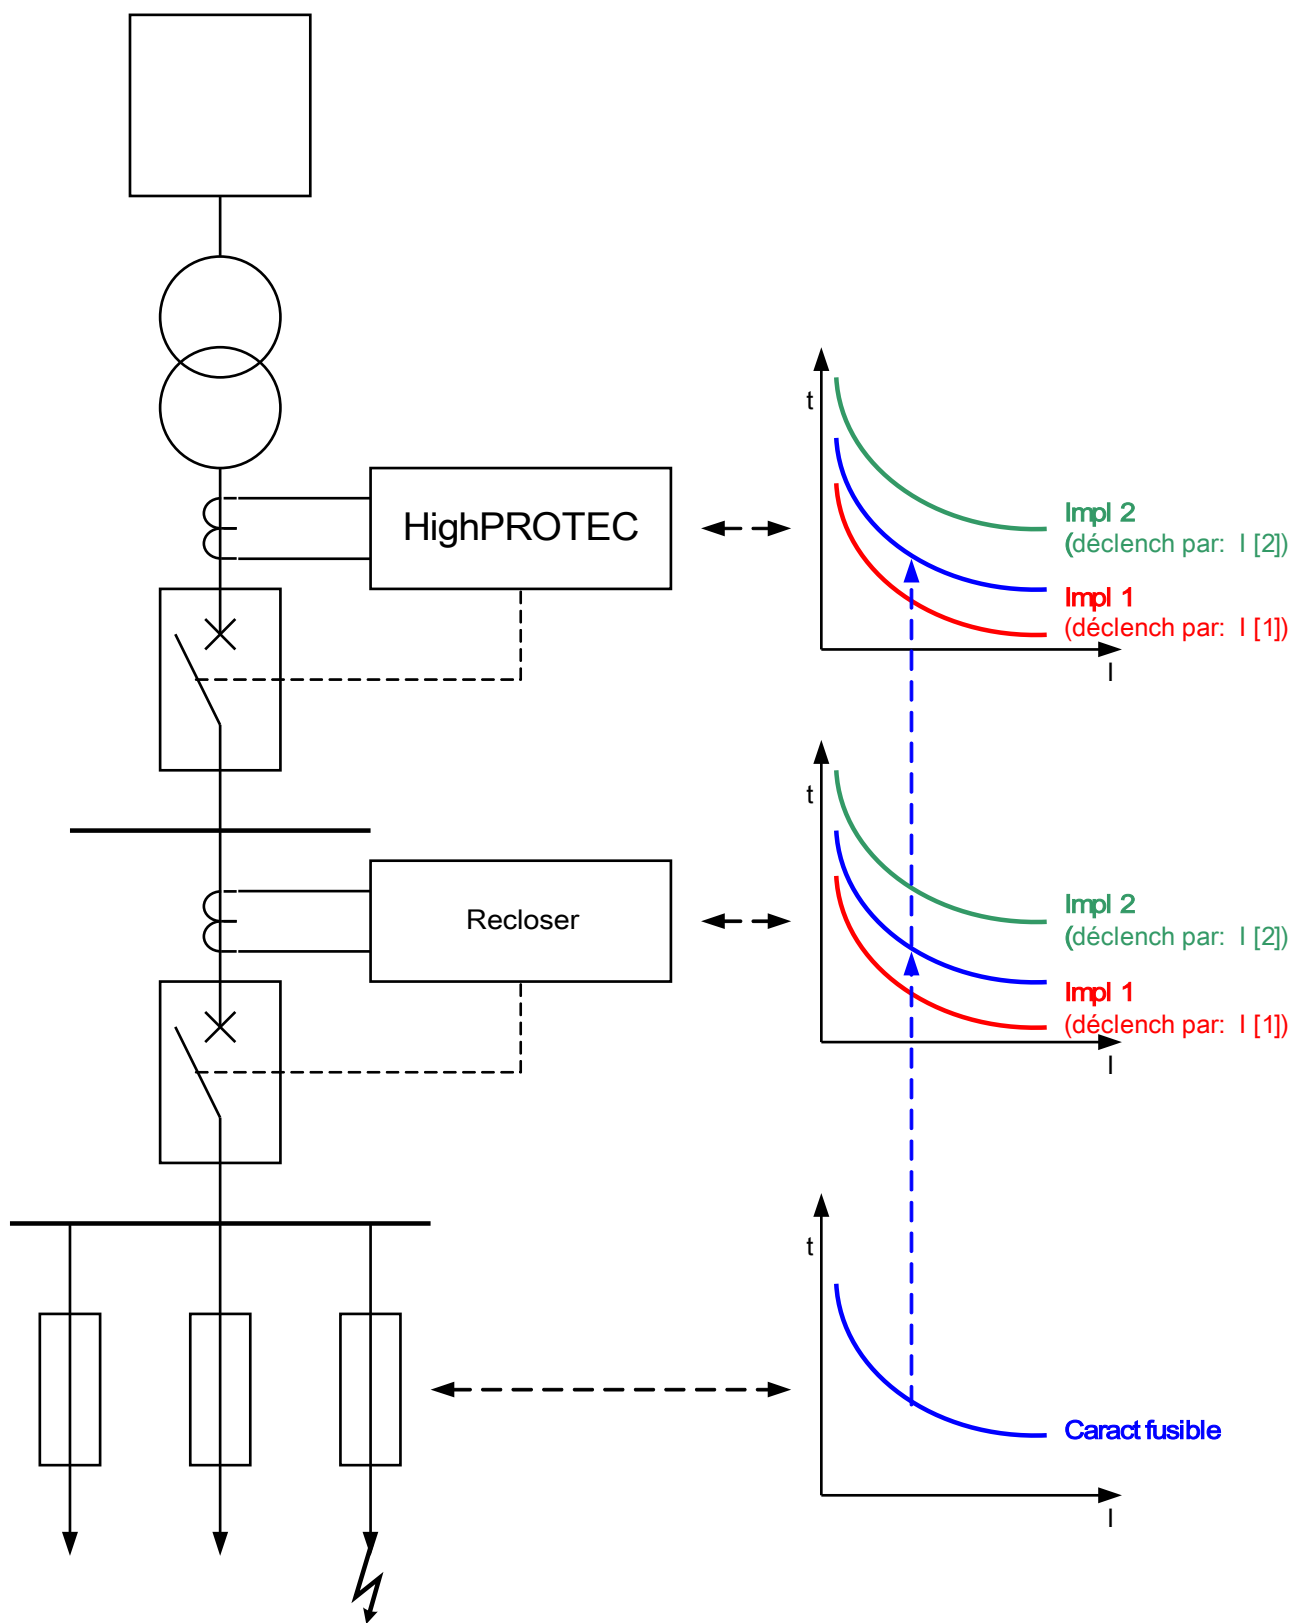 t
HighPROTEC
Impl 2
(déclench par: I [2])
Impl 1
(déclench par: I [1])
I
t
Recloser
Impl 2
(déclench par: I [2])
Impl 1
(déclench par: I [1])
I
t
Caract fusible
I